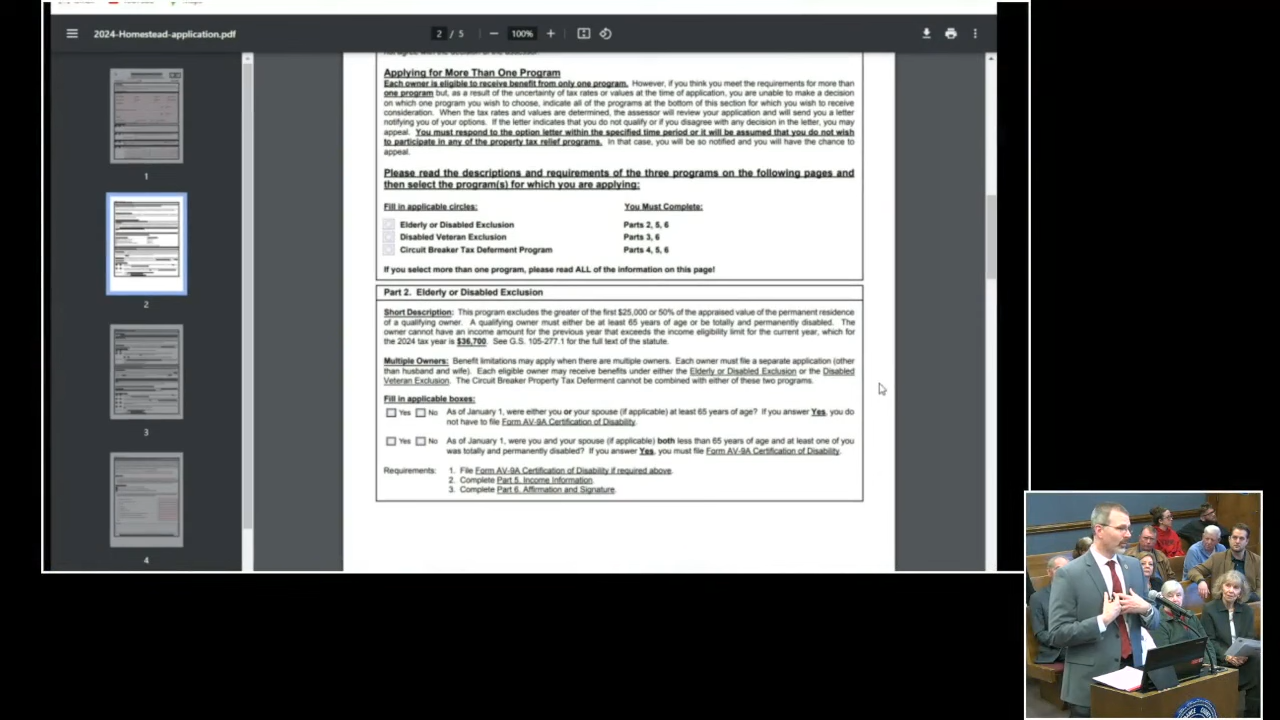 2024-Homestead-application.pdf
2 / 5
100%
Applying for More Than One Program
Each owner is eligible to receive benefit from only one program. However, if you think you meet the requirements for more than
one program but, as a result of the uncertainty of tax rates or values at the time of application, you are unable to make a decision
on which one program you wish to choose, indicate all of the programs at the bottom of this section for which you wish to receive
consideration. When the tax rates and values are determined, the assessor will review your application and will send you a letter
notifying you of your options. If the letter indicates that you do not qualify or if you disagree with any decision in the letter, you may
appeal. You must respond to the option letter within the specified time period or it will be assumed that you do not wish
to participate in any of the property tax relief programs. In that case, you will be so notified and you will have the chance to
appeal.
Please read the descriptions and requirements of the three programs on the following pages and
then select the program(s) for which you are applying:
Fill in applicable circles: You Must Complete:
Elderly or Disabled Exclusion Parts 2, 5, 6
Disabled Veteran Exclusion Parts 3, 6
Circuit Breaker Tax Deferment Program Parts 4, 5, 6
If you select more than one program, please read ALL of the information on this page!
Part 2. Elderly or Disabled Exclusion
Short Description: This program excludes the greater of the first $25,000 or 50% of the appraised value of the permanent residence
of a qualifying owner. A qualifying owner must either be at least 65 years of age or be totally and permanently disabled. The
owner cannot have an income amount for the previous year that exceeds the income eligibility limit for the current year, which for
the 2024 tax year is $36,700. See G.S. 105-277.1 for the full text of the statute.
Multiple Owners: Benefit limitations may apply when there are multiple owners. Each owner must file a separate application (other
than husband and wife). Each eligible owner may receive benefits under either the Elderly or Disabled Exclusion or the Disabled
Veteran Exclusion. The Circuit Breaker Property Tax Deferment cannot be combined with either of these two programs.
Fill in applicable boxes:
Yes No As of January 1, were either you or your spouse (if applicable) at least 65 years of age? If you answer Yes, you do
not have to file Form AV-9A Certification of Disability.
Yes No As of January 1, were you and your spouse (if applicable) both less than 65 years of age and at least one of you
was totally and permanently disabled? If you answer Yes, you must file Form AV-9A Certification of Disability.
Requirements: 1. File Form AV-9A Certification of Disability if required above.
2. Complete Part 5. Income Information.
3. Complete Part 6. Affirmation and Signature.
1
2
3
4